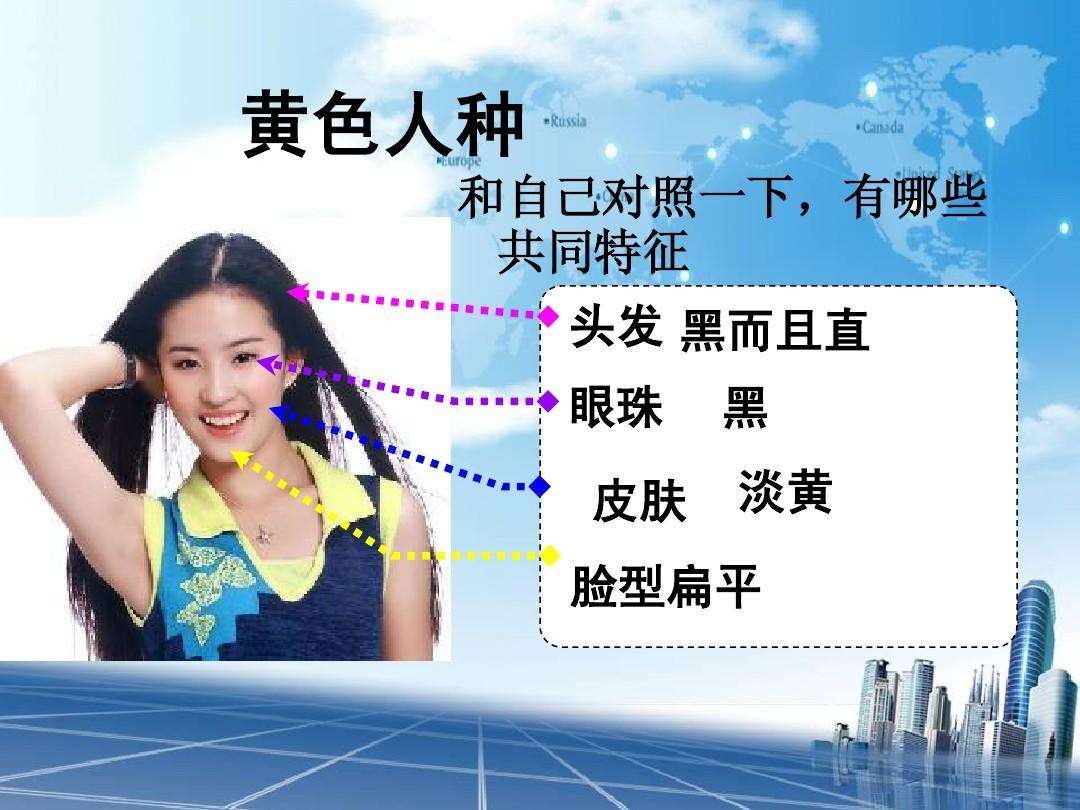 黄色人种
Russia
Canada
Europe
United States
和自己对照一下，有哪些
共同特征
头发 黑而且直
眼珠 黑
皮肤 淡黄
脸型扁平